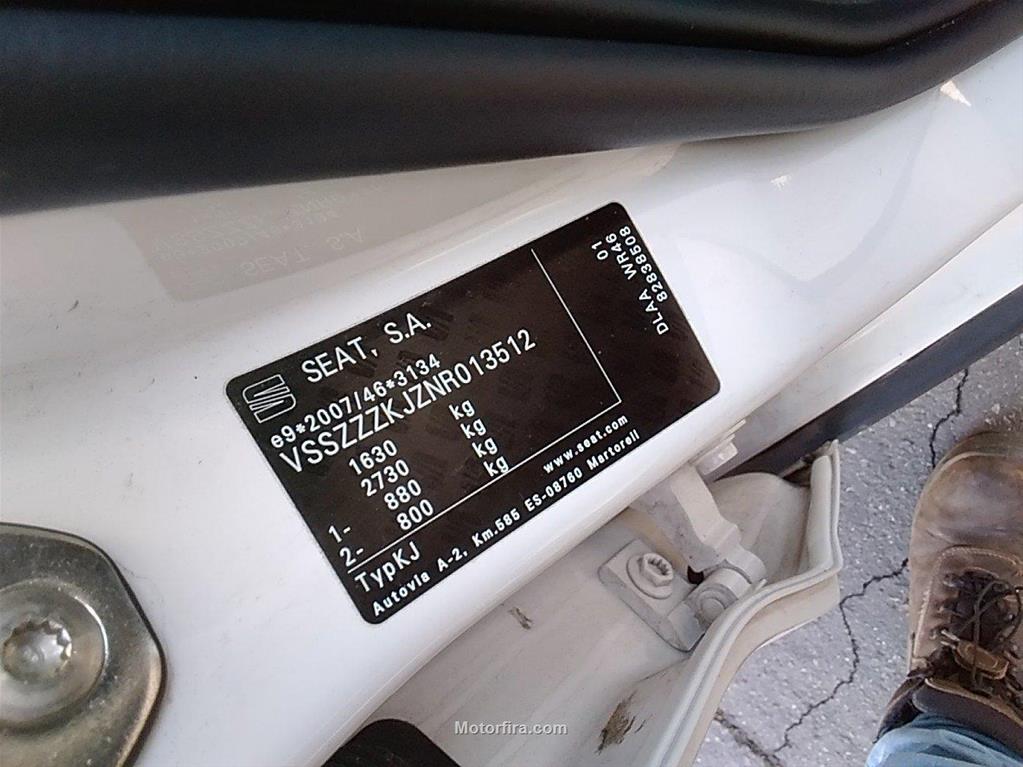 SEAT, S.A.
e9*2007/46*3134
VSSZZZKJZNR013512
1630 kg
2730 kg
1- 880 kg
2- 800 kg
TypKJ
www.seat.com
Autovia A-2, Km.585 ES-08760 Martorell
01
DLAA WR46
82838508
Motorfira.com